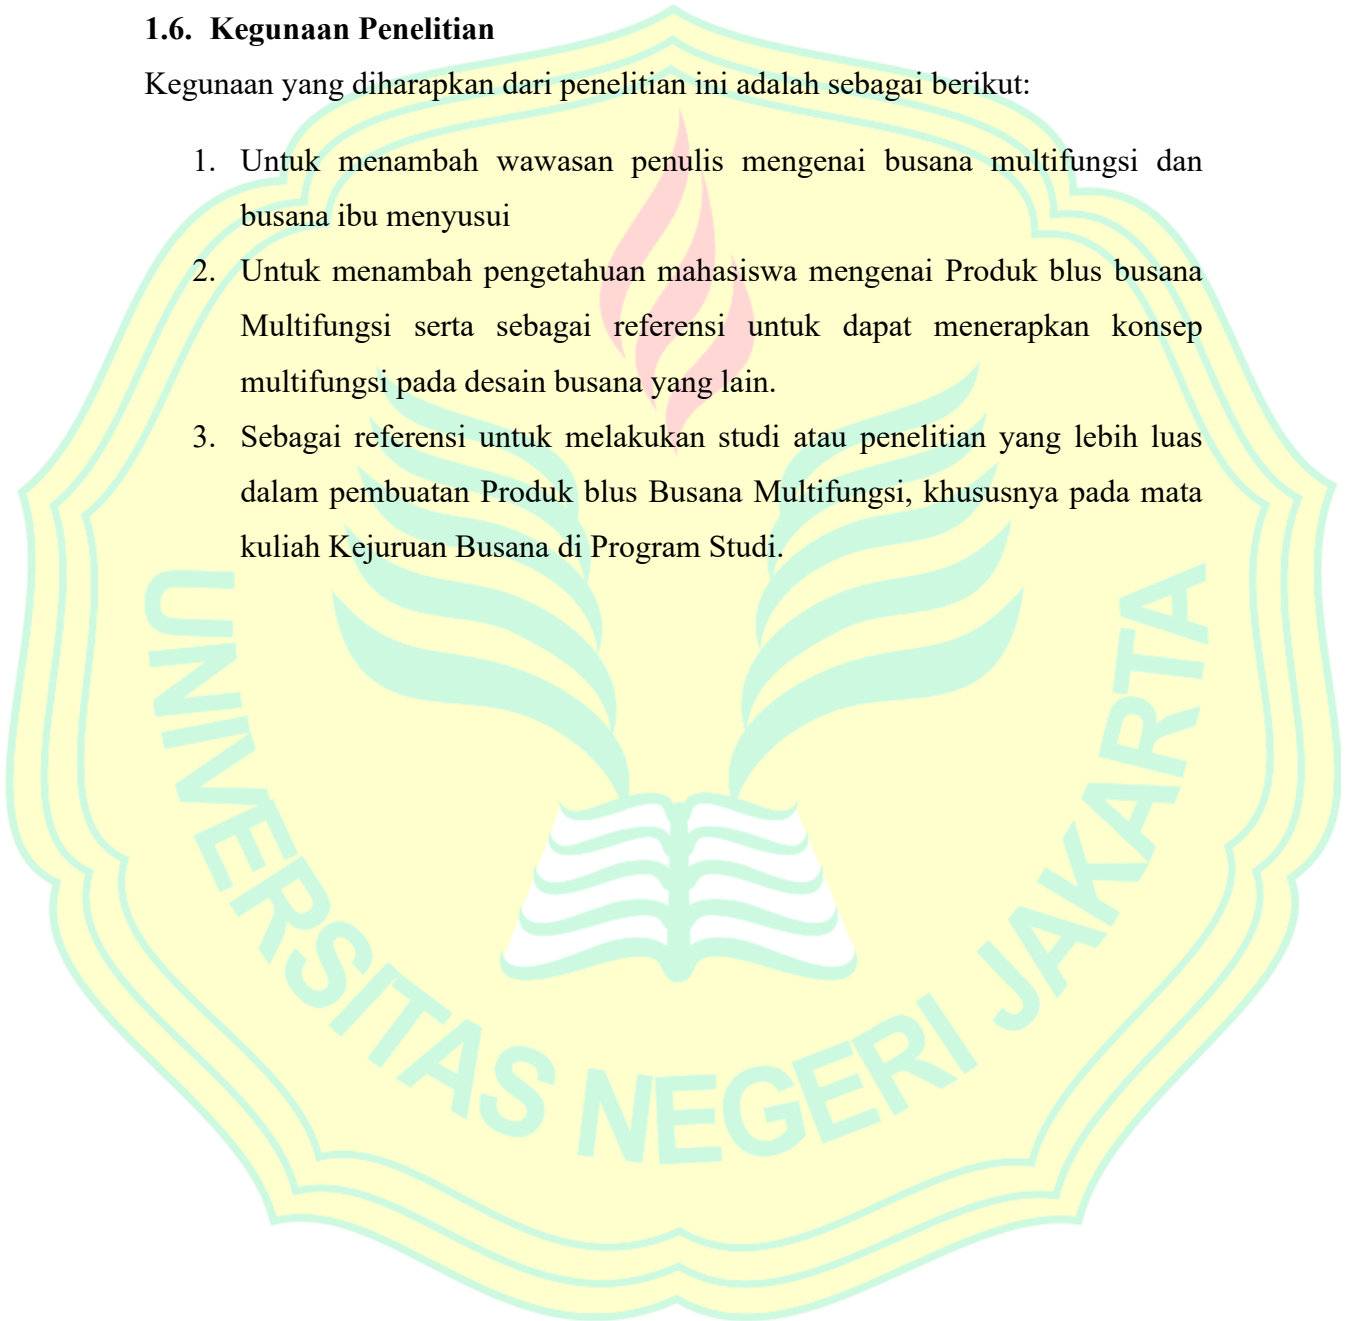 1.6. Kegunaan Penelitian
Kegunaan yang diharapkan dari penelitian ini adalah sebagai berikut:
1. Untuk menambah wawasan penulis mengenai busana multifungsi dan
busana ibu menyusui
2. Untuk menambah pengetahuan mahasiswa mengenai Produk blus busana
Multifungsi serta sebagai referensi untuk dapat menerapkan konsep
multifungsi pada desain busana yang lain.
3. Sebagai referensi untuk melakukan studi atau penelitian yang lebih luas
dalam pembuatan Produk blus Busana Multifungsi, khususnya pada mata
kuliah Kejuruan Busana di Program Studi.
UNIVERSITAS NEGERI JAKARTA